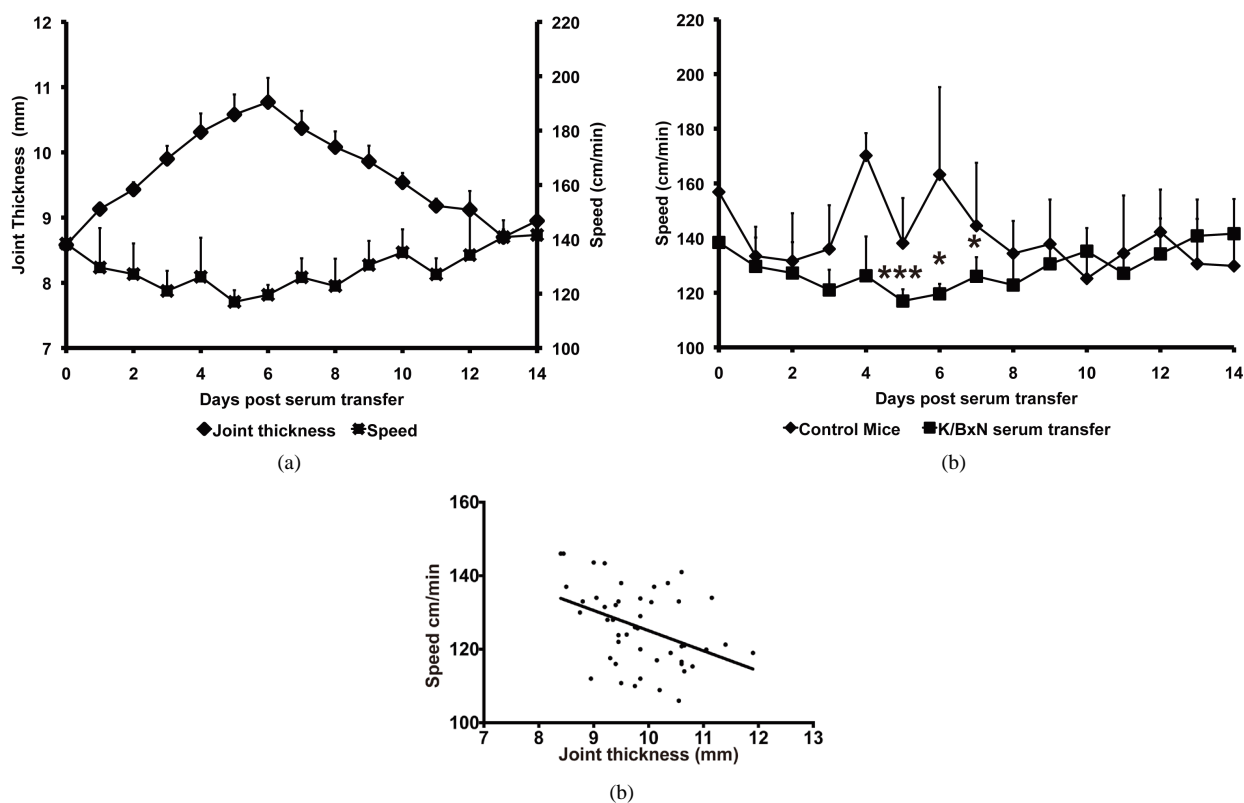 12
11
10
9
8
7
Joint Thickness (mm)
220
200
180
160
140
120
100
Speed (cm/min)
0 2 4 6 8 10 12 14
Days post serum transfer
Joint thickness Speed
(a)
220
200
180
160
140
120
100
Speed (cm/min)
*** * *
0 2 4 6 8 10 12 14
Days post serum transfer
Control Mice K/BxN serum transfer
(b)
160
140
120
100
Speed cm/min
7 8 9 10 11 12 13
Joint thickness (mm)
(b)